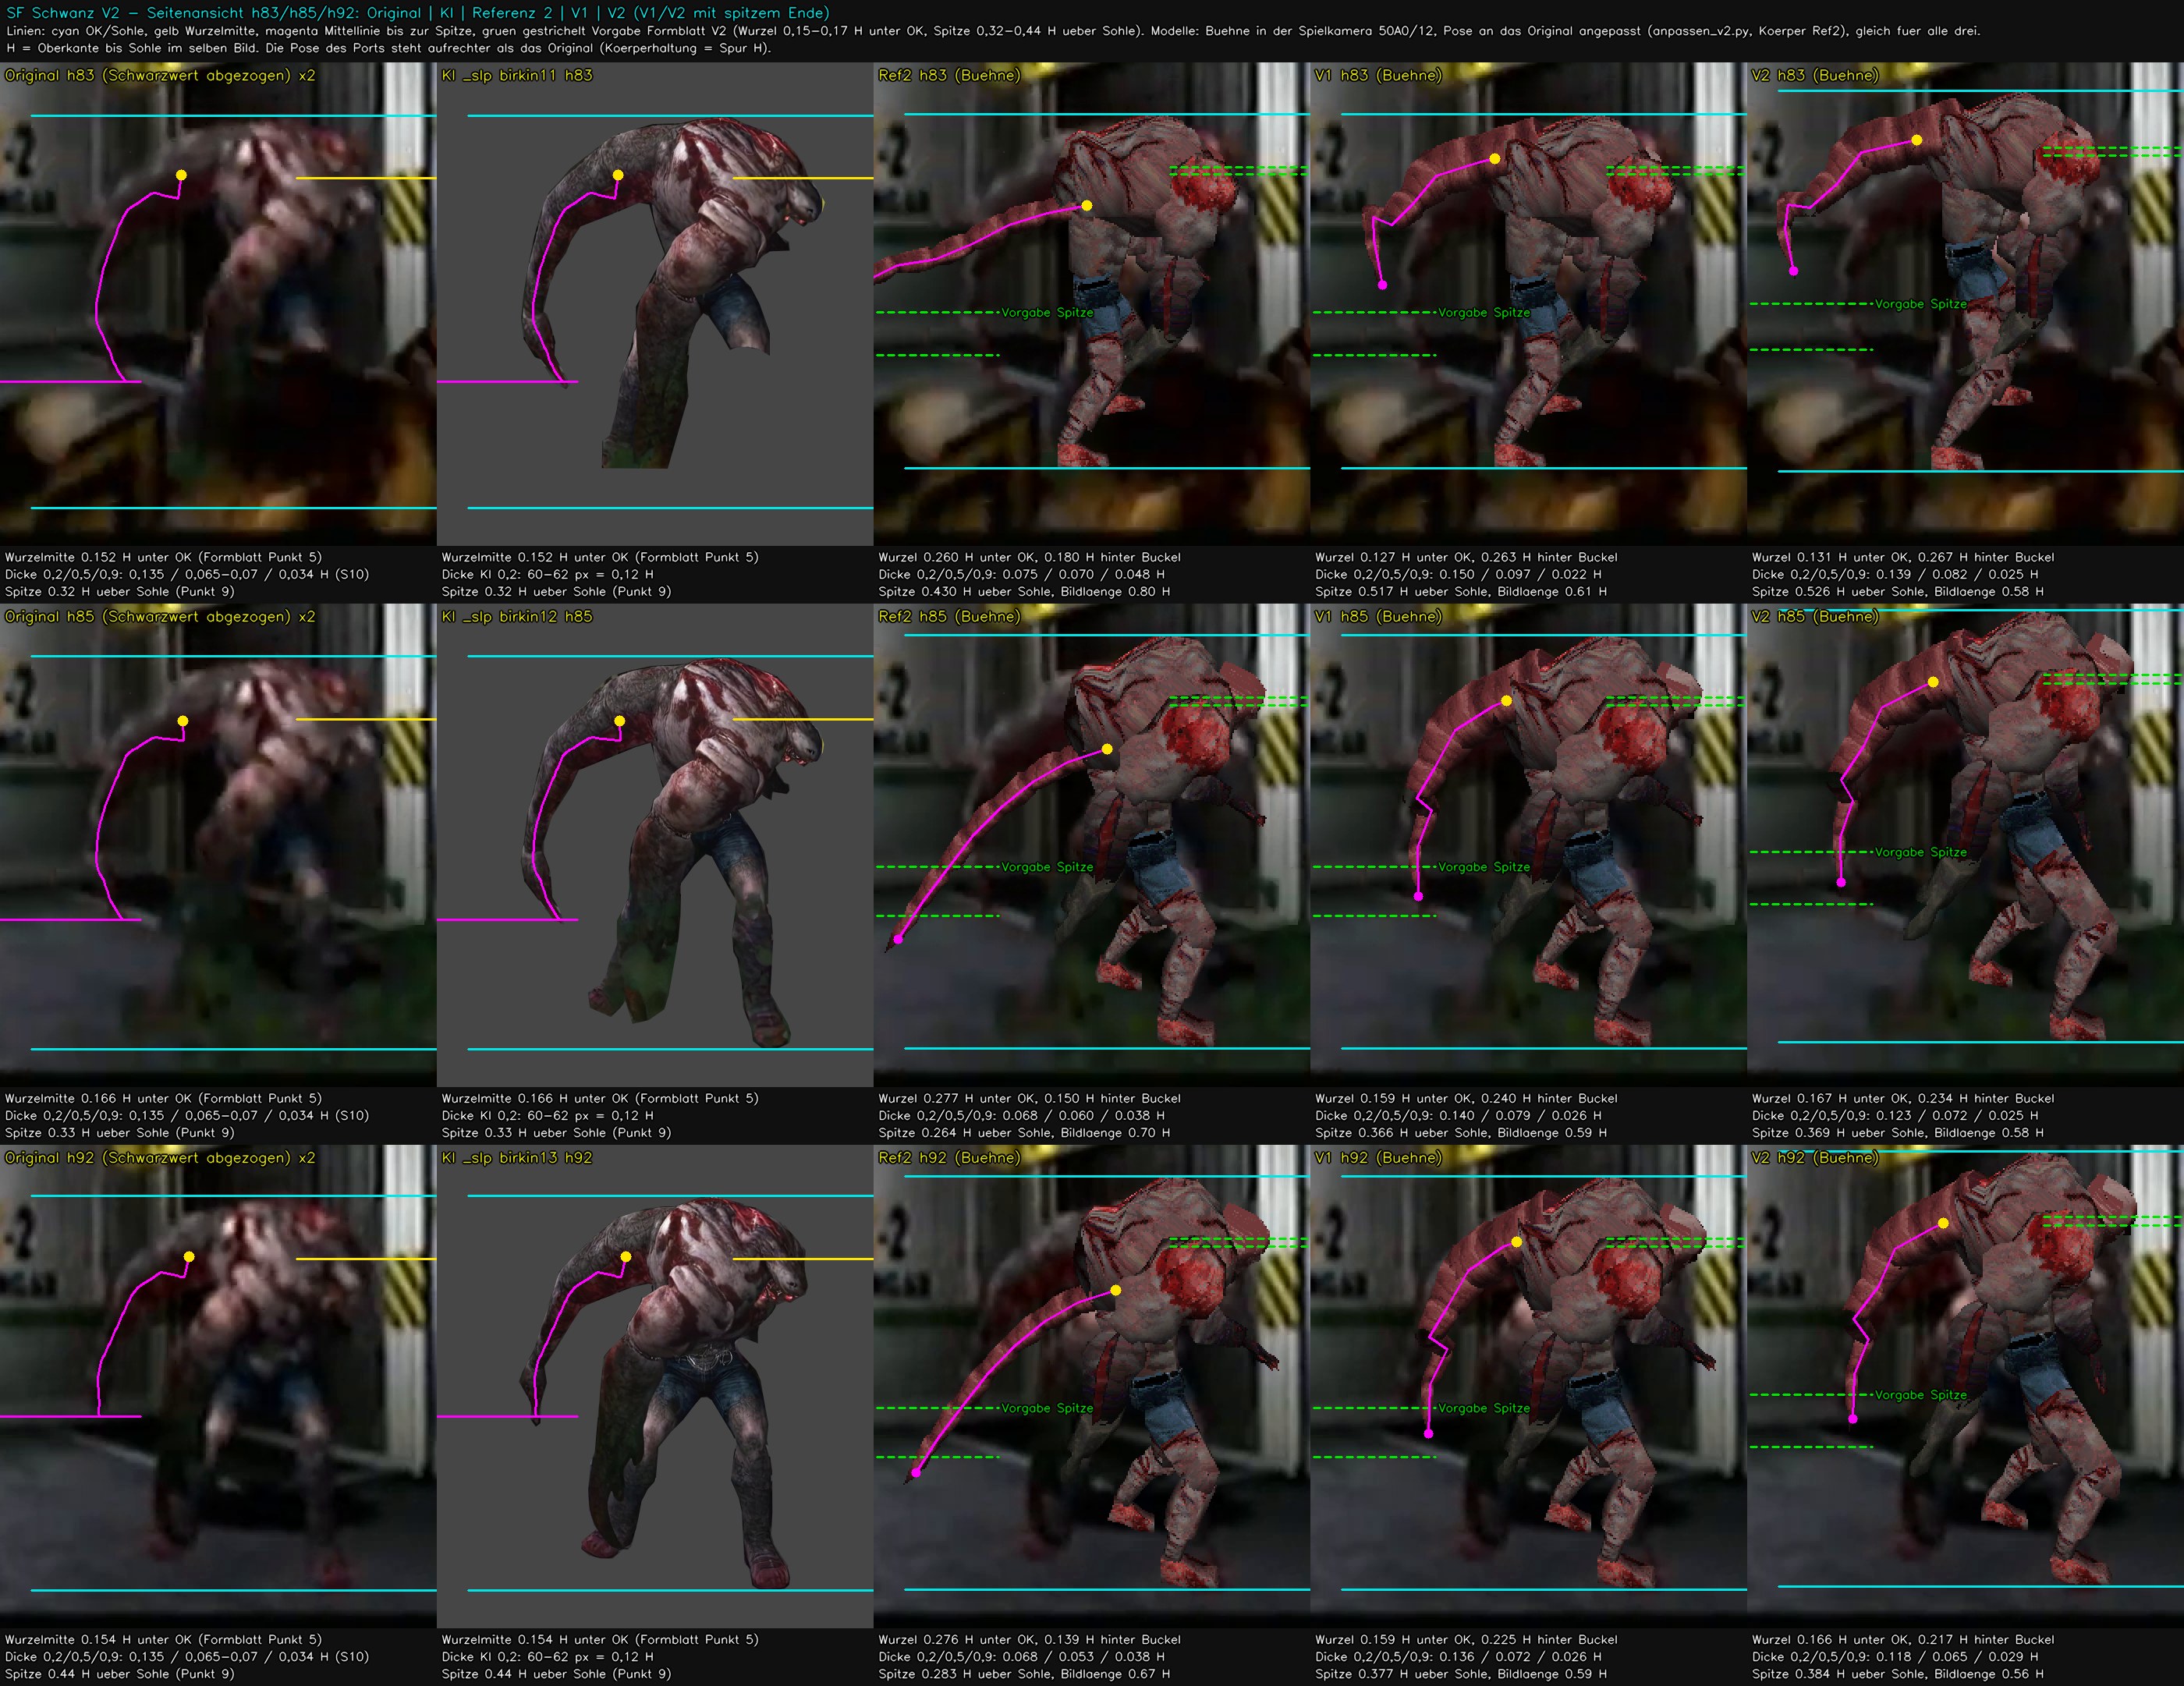 SF Schwanz V2 – Seitenansicht h83/h85/h92: Original | KI | Referenz 2 | V1 | V2 (V1/V2 mit spitzem Ende)
Linien: cyan OK/Sohle, gelb Wurzelmitte, magenta Mittellinie bis zur Spitze, gruen gestrichelt Vorgabe Formblatt V2 (Wurzel 0,15–0,17 H unter OK, Spitze 0,32–0,44 H ueber Sohle). Modelle: Buehne in der Spielkamera 50A0/12, Pose an das Original angepasst (anpassen_v2.py, Koerper Ref2), gleich fuer alle drei.
H = Oberkante bis Sohle im selben Bild. Die Pose des Ports steht aufrechter als das Original (Koerperhaltung = Spur H).
Original h83 (Schwarzwert abgezogen) x2
KI _slp birkin11 h83
Ref2 h83 (Buehne)
V1 h83 (Buehne)
V2 h83 (Buehne)
Vorgabe Spitze
Vorgabe Spitze
Vorgabe Spitze
Wurzelmitte 0.152 H unter OK (Formblatt Punkt 5)
Dicke 0,2/0,5/0,9: 0,135 / 0,065–0,07 / 0,034 H (S10)
Spitze 0.32 H ueber Sohle (Punkt 9)
Wurzelmitte 0.152 H unter OK (Formblatt Punkt 5)
Dicke KI 0,2: 60–62 px = 0,12 H
Spitze 0.32 H ueber Sohle (Punkt 9)
Wurzel 0.260 H unter OK, 0.180 H hinter Buckel
Dicke 0,2/0,5/0,9: 0.075 / 0.070 / 0.048 H
Spitze 0.430 H ueber Sohle, Bildlaenge 0.80 H
Wurzel 0.127 H unter OK, 0.263 H hinter Buckel
Dicke 0,2/0,5/0,9: 0.150 / 0.097 / 0.022 H
Spitze 0.517 H ueber Sohle, Bildlaenge 0.61 H
Wurzel 0.131 H unter OK, 0.267 H hinter Buckel
Dicke 0,2/0,5/0,9: 0.139 / 0.082 / 0.025 H
Spitze 0.526 H ueber Sohle, Bildlaenge 0.58 H
Original h85 (Schwarzwert abgezogen) x2
KI _slp birkin12 h85
Ref2 h85 (Buehne)
V1 h85 (Buehne)
V2 h85 (Buehne)
Vorgabe Spitze
Vorgabe Spitze
Vorgabe Spitze
Wurzelmitte 0.166 H unter OK (Formblatt Punkt 5)
Dicke 0,2/0,5/0,9: 0,135 / 0,065–0,07 / 0,034 H (S10)
Spitze 0.33 H ueber Sohle (Punkt 9)
Wurzelmitte 0.166 H unter OK (Formblatt Punkt 5)
Dicke KI 0,2: 60–62 px = 0,12 H
Spitze 0.33 H ueber Sohle (Punkt 9)
Wurzel 0.277 H unter OK, 0.150 H hinter Buckel
Dicke 0,2/0,5/0,9: 0.068 / 0.060 / 0.038 H
Spitze 0.264 H ueber Sohle, Bildlaenge 0.70 H
Wurzel 0.159 H unter OK, 0.240 H hinter Buckel
Dicke 0,2/0,5/0,9: 0.140 / 0.079 / 0.026 H
Spitze 0.366 H ueber Sohle, Bildlaenge 0.59 H
Wurzel 0.167 H unter OK, 0.234 H hinter Buckel
Dicke 0,2/0,5/0,9: 0.123 / 0.072 / 0.025 H
Spitze 0.369 H ueber Sohle, Bildlaenge 0.58 H
Original h92 (Schwarzwert abgezogen) x2
KI _slp birkin13 h92
Ref2 h92 (Buehne)
V1 h92 (Buehne)
V2 h92 (Buehne)
Vorgabe Spitze
Vorgabe Spitze
Vorgabe Spitze
Wurzelmitte 0.154 H unter OK (Formblatt Punkt 5)
Dicke 0,2/0,5/0,9: 0,135 / 0,065–0,07 / 0,034 H (S10)
Spitze 0.44 H ueber Sohle (Punkt 9)
Wurzelmitte 0.154 H unter OK (Formblatt Punkt 5)
Dicke KI 0,2: 60–62 px = 0,12 H
Spitze 0.44 H ueber Sohle (Punkt 9)
Wurzel 0.276 H unter OK, 0.139 H hinter Buckel
Dicke 0,2/0,5/0,9: 0.068 / 0.053 / 0.038 H
Spitze 0.283 H ueber Sohle, Bildlaenge 0.67 H
Wurzel 0.159 H unter OK, 0.225 H hinter Buckel
Dicke 0,2/0,5/0,9: 0.136 / 0.072 / 0.026 H
Spitze 0.377 H ueber Sohle, Bildlaenge 0.59 H
Wurzel 0.166 H unter OK, 0.217 H hinter Buckel
Dicke 0,2/0,5/0,9: 0.118 / 0.065 / 0.029 H
Spitze 0.384 H ueber Sohle, Bildlaenge 0.56 H